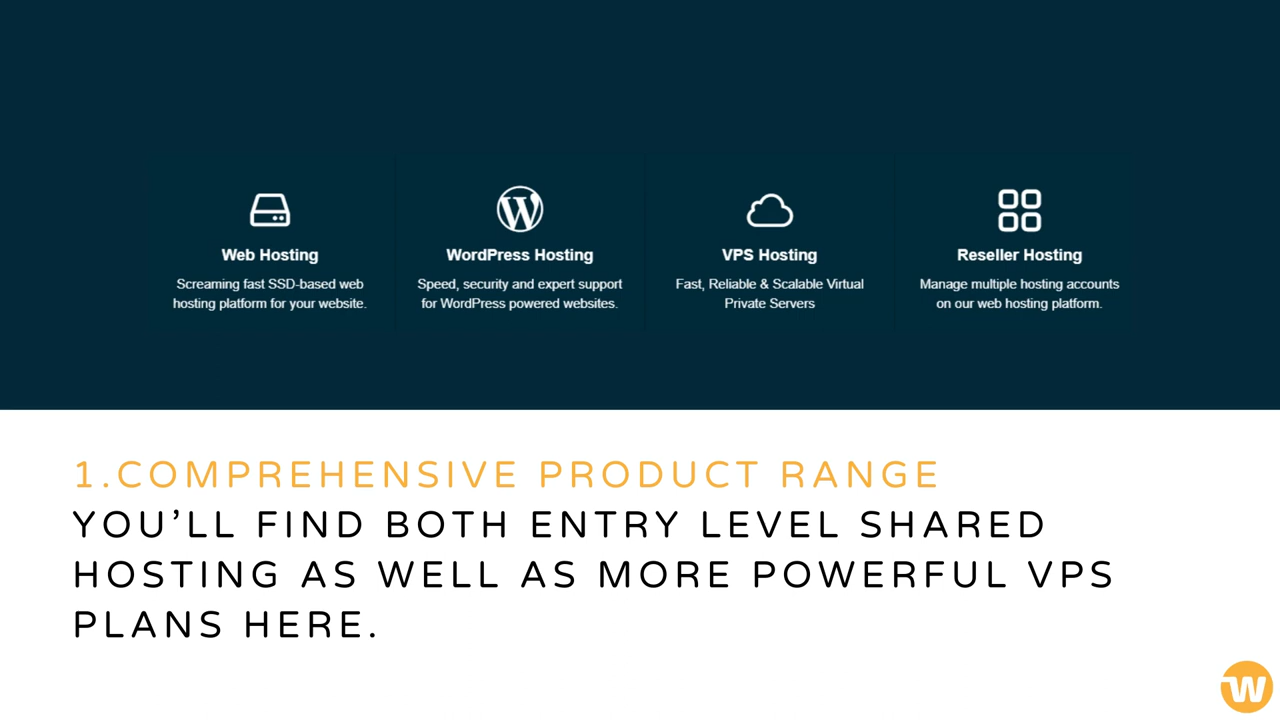 Web Hosting
Screaming fast SSD-based web
hosting platform for your website.
WordPress Hosting
Speed, security and expert support
for WordPress powered websites.
VPS Hosting
Fast, Reliable & Scalable Virtual
Private Servers
Reseller Hosting
Manage multiple hosting accounts
on our web hosting platform.
1.COMPREHENSIVE PRODUCT RANGE
YOU’LL FIND BOTH ENTRY LEVEL SHARED
HOSTING AS WELL AS MORE POWERFUL VPS
PLANS HERE.
W